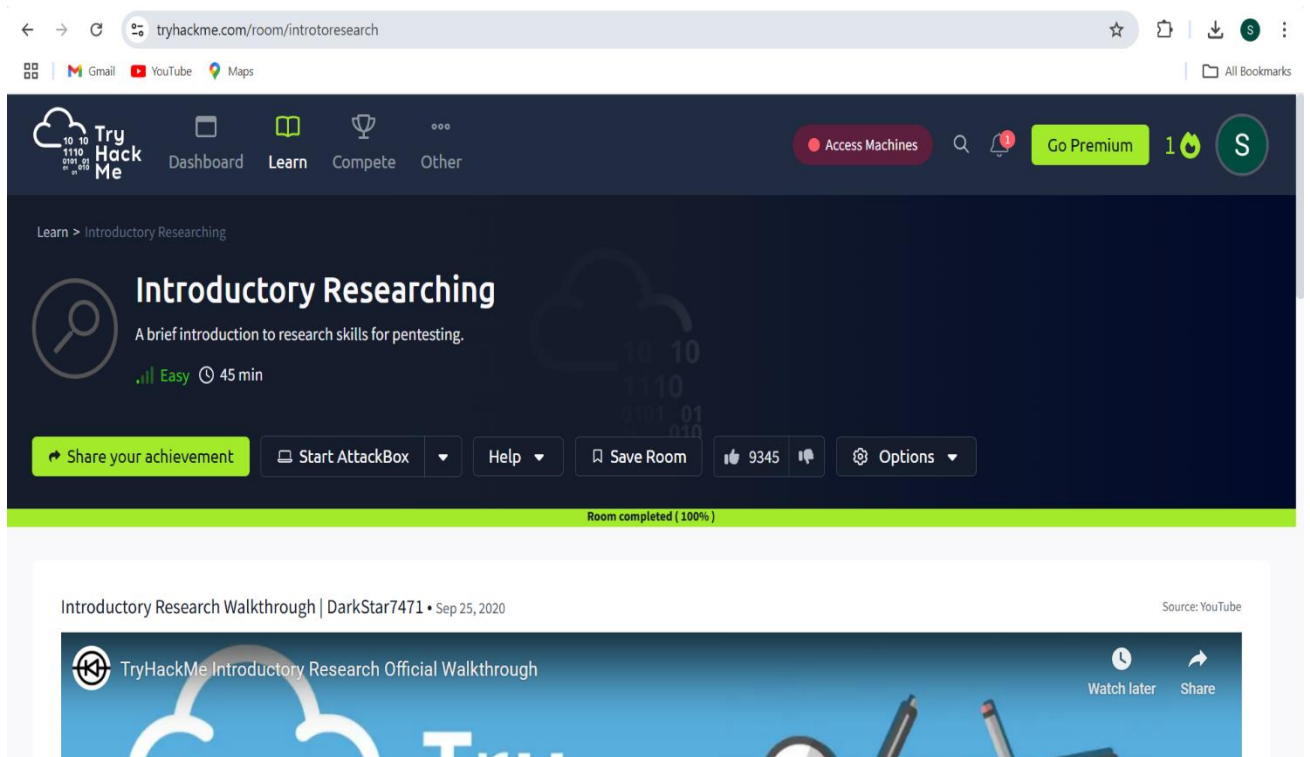 tryhackme.com/room/introtoresearch
S
Gmail YouTube Maps
All Bookmarks
Try Hack Me
Dashboard Learn Compete Other
Access Machines
1
Go Premium
1
S
Learn > Introductory Researching
Introductory Researching
A brief introduction to research skills for pentesting.
Easy 45 min
Share your achievement Start AttackBox Help Save Room 9345 Options
Room completed ( 100% )
Introductory Research Walkthrough | DarkStar7471 • Sep 25, 2020 Source: YouTube
TryHackMe Introductory Research Official Walkthrough
Watch later Share
Try